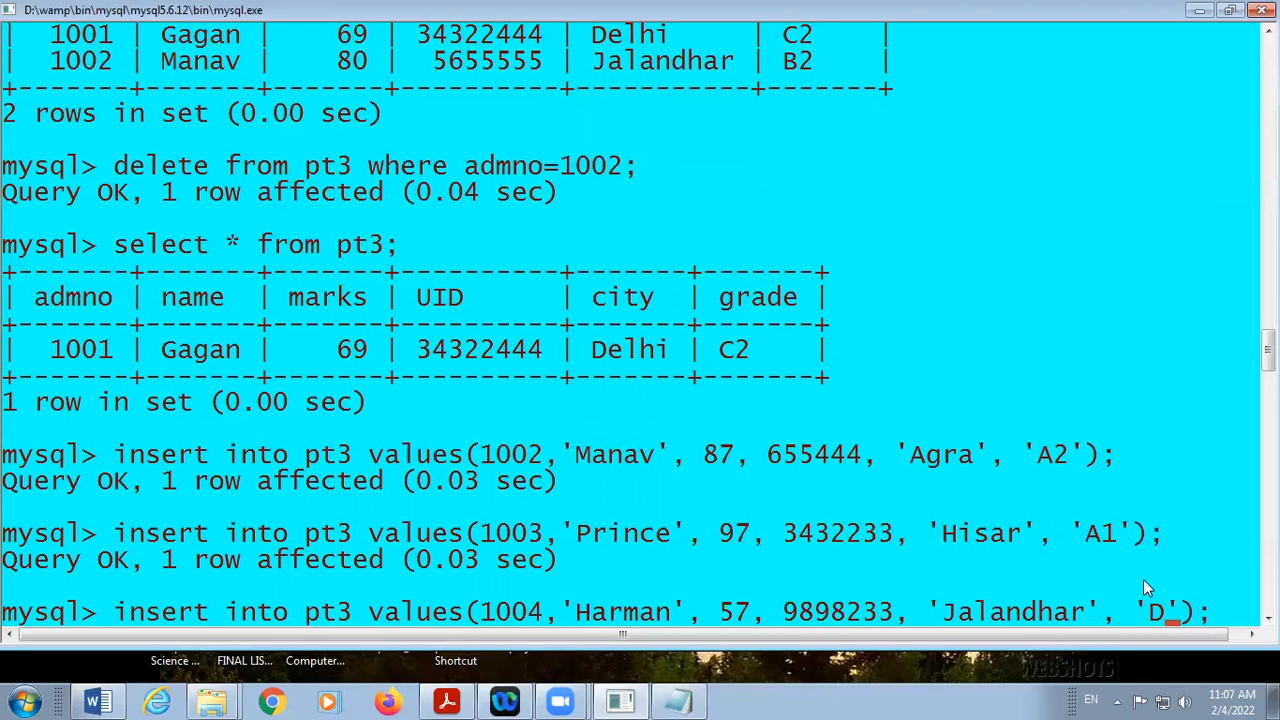 D:\wamp\bin\mysql\mysql5.6.12\bin\mysql.exe
| 1001 | Gagan | 69 | 34322444 | Delhi | C2 |
| 1002 | Manav | 80 | 5655555 | Jalandhar | B2 |
+-------+-------+-------+----------+-----------+-------+
2 rows in set (0.00 sec)
mysql> delete from pt3 where admno=1002;
Query OK, 1 row affected (0.04 sec)
mysql> select * from pt3;
+-------+-------+-------+----------+-------+-------+
| admno | name | marks | UID | city | grade |
+-------+-------+-------+----------+-------+-------+
| 1001 | Gagan | 69 | 34322444 | Delhi | C2 |
+-------+-------+-------+----------+-------+-------+
1 row in set (0.00 sec)
mysql> insert into pt3 values(1002,'Manav', 87, 655444, 'Agra', 'A2');
Query OK, 1 row affected (0.03 sec)
mysql> insert into pt3 values(1003,'Prince', 97, 3432233, 'Hisar', 'A1');
Query OK, 1 row affected (0.03 sec)
mysql> insert into pt3 values(1004,'Harman', 57, 9898233, 'Jalandhar', 'D');
Science ... FINAL LIS... Computer... Shortcut
WEBSHOTS
EN 11:07 AM
2/4/2022